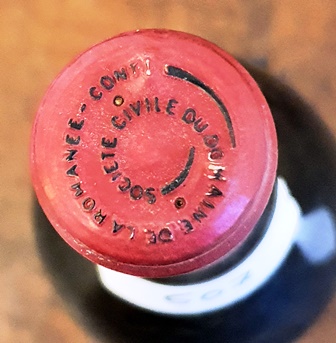 SOCIETE CIVILE DU DOMAINE DE LA ROMANEE-CONTI